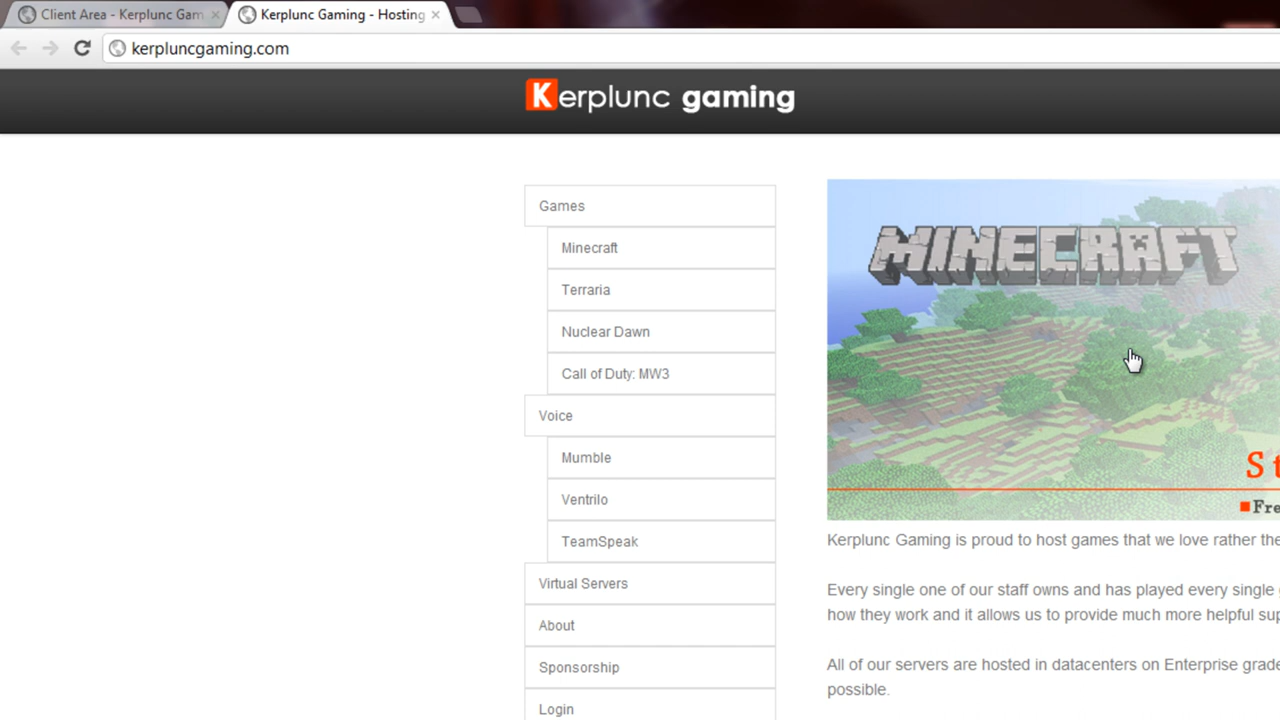 Client Area - Kerplunc Gam
Kerplunc Gaming - Hosting
kerpluncgaming.com
Kerplunc gaming
Games
Minecraft
Terraria
Nuclear Dawn
Call of Duty: MW3
Voice
Mumble
Ventrilo
TeamSpeak
Virtual Servers
About
Sponsorship
Login
MINECRAFT
St
Fre
Kerplunc Gaming is proud to host games that we love rather the
Every single one of our staff owns and has played every single
how they work and it allows us to provide much more helpful sup
All of our servers are hosted in datacenters on Enterprise grade
possible.